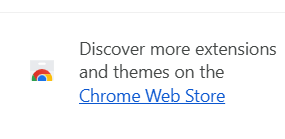 Discover more extensions
and themes on the
Chrome Web Store